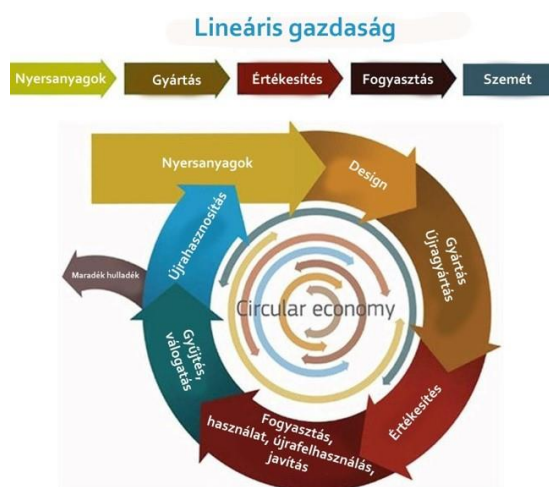 Lineáris gazdaság
Nyersanyagok
Gyártás
Értékesítés
Fogyasztás
Szemét
Nyersanyagok
Design
Gyártás
Újragyártás
Értékesítés
Fogyasztás,
használat, újrafelhasználás,
javítás
Gyűjtés,
válogatás
Újrahasznosítás
Maradék hulladék
Circular economy